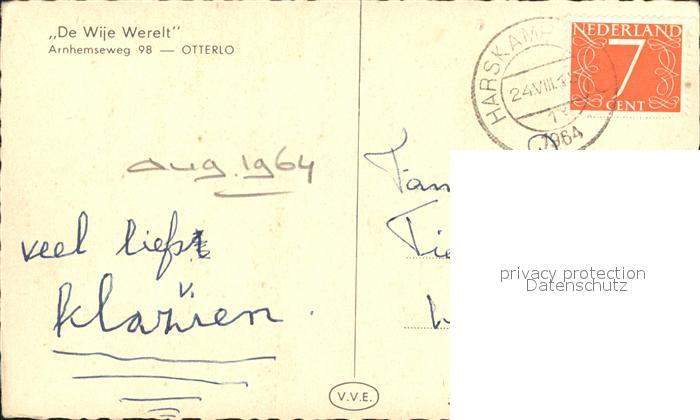 „De Wije Werelt"
Arnhemseweg 98 — OTTERLO
HARSKAMP
24.VIII.
1964
NEDERLAND
7
CENT
aug. 1964
veel liefs
Klazien.
privacy protection
Datenschutz
V.V.E.